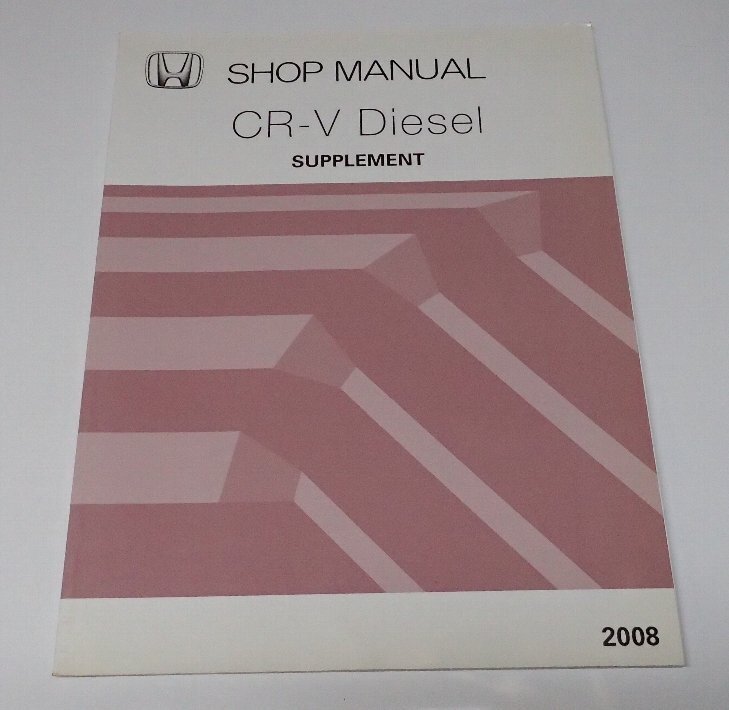 SHOP MANUAL
CR-V Diesel
SUPPLEMENT
2008